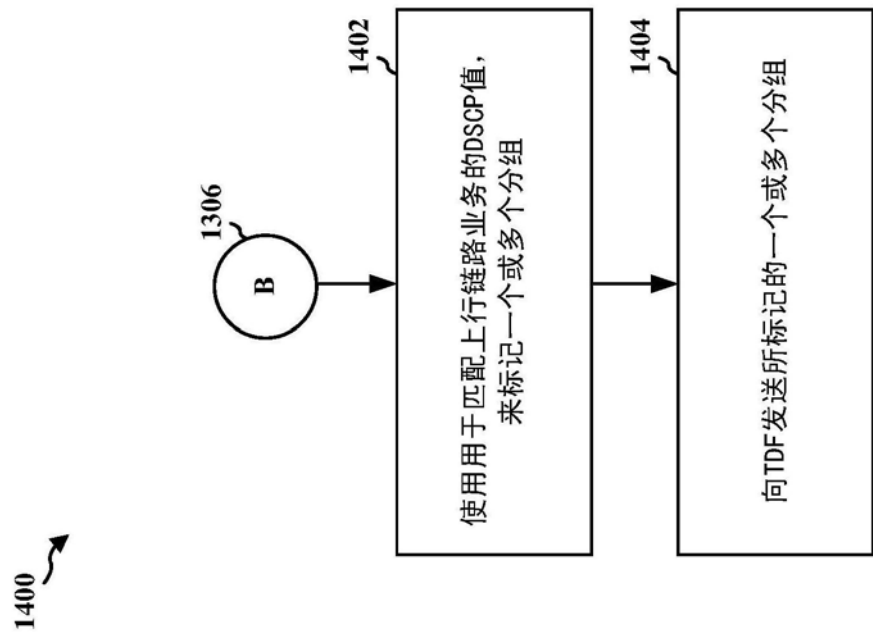 1400
1306
B
1402
使用用于匹配上行链路业务的DSCP值，
来标记一个或多个分组
1404
向TDF发送所标记的一个或多个分组